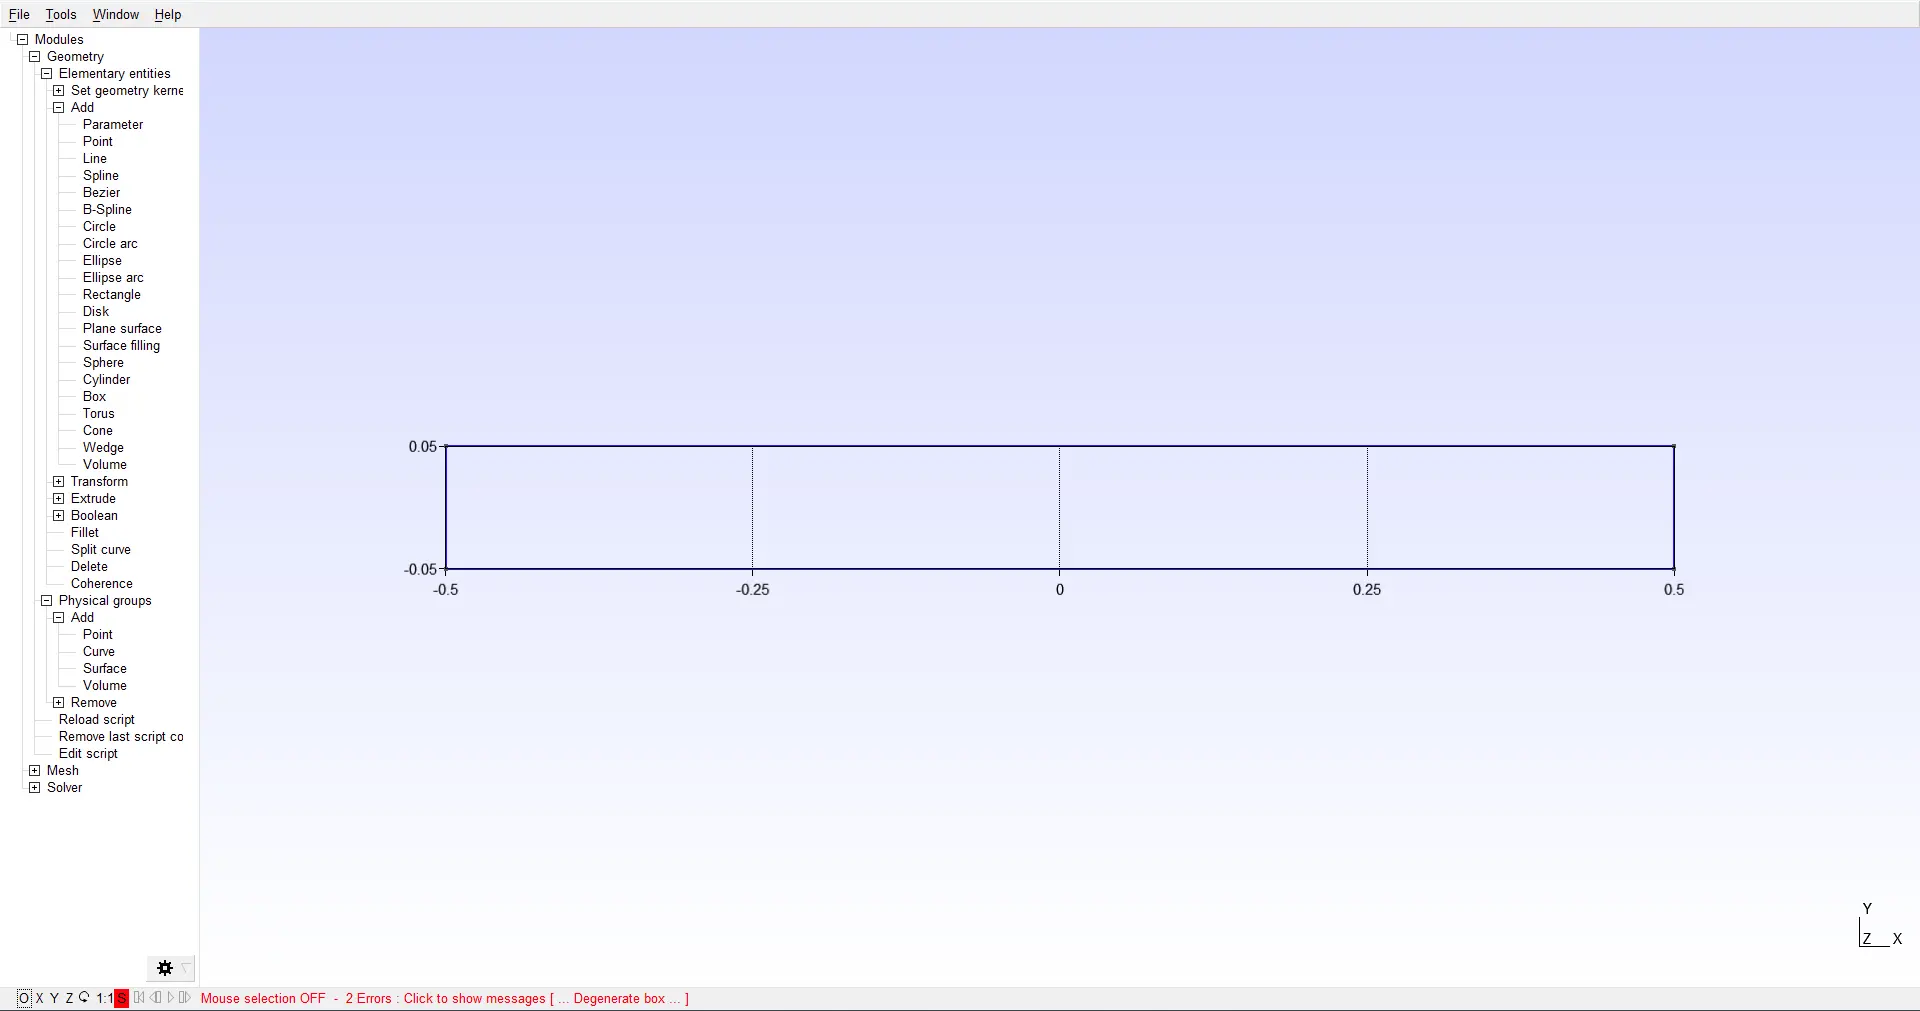 File Tools Window Help
Modules
Geometry
Elementary entities
Set geometry kerne
Add
Parameter
Point
Line
Spline
Bezier
B-Spline
Circle
Circle arc
Ellipse
Ellipse arc
Rectangle
Disk
Plane surface
Surface filling
Sphere
Cylinder
Box
Torus
Cone
Wedge
Volume
Transform
Extrude
Boolean
Fillet
Split curve
Delete
Coherence
Physical groups
Add
Point
Curve
Surface
Volume
Remove
Reload script
Remove last script co
Edit script
Mesh
Solver
0.05
-0.05
-0.5 -0.25 0 0.25 0.5
Y
Z X
O X Y Z 1:1 S Mouse selection OFF - 2 Errors : Click to show messages [ ... Degenerate box ... ]